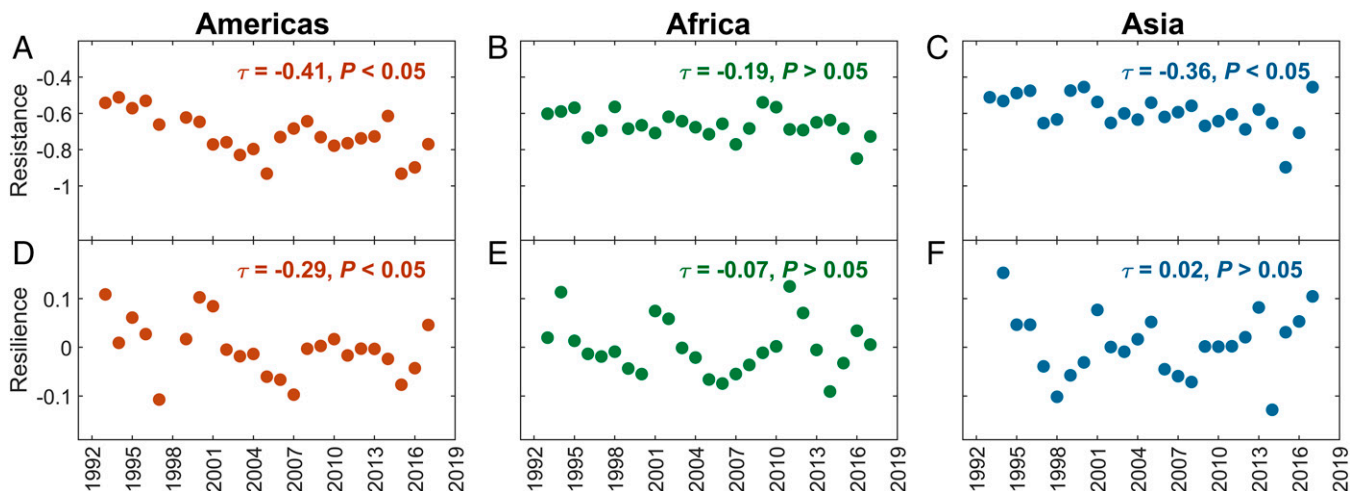 Americas
Africa
Asia
A
B
C
τ = -0.41, P < 0.05
τ = -0.19, P > 0.05
τ = -0.36, P < 0.05
Resistance
-0.4
-0.6
-0.8
-1
D
E
F
τ = -0.29, P < 0.05
τ = -0.07, P > 0.05
τ = 0.02, P > 0.05
Resilience
0.1
0
-0.1
1992 1995 1998 2001 2004 2007 2010 2013 2016 2019
1992 1995 1998 2001 2004 2007 2010 2013 2016 2019
1992 1995 1998 2001 2004 2007 2010 2013 2016 2019